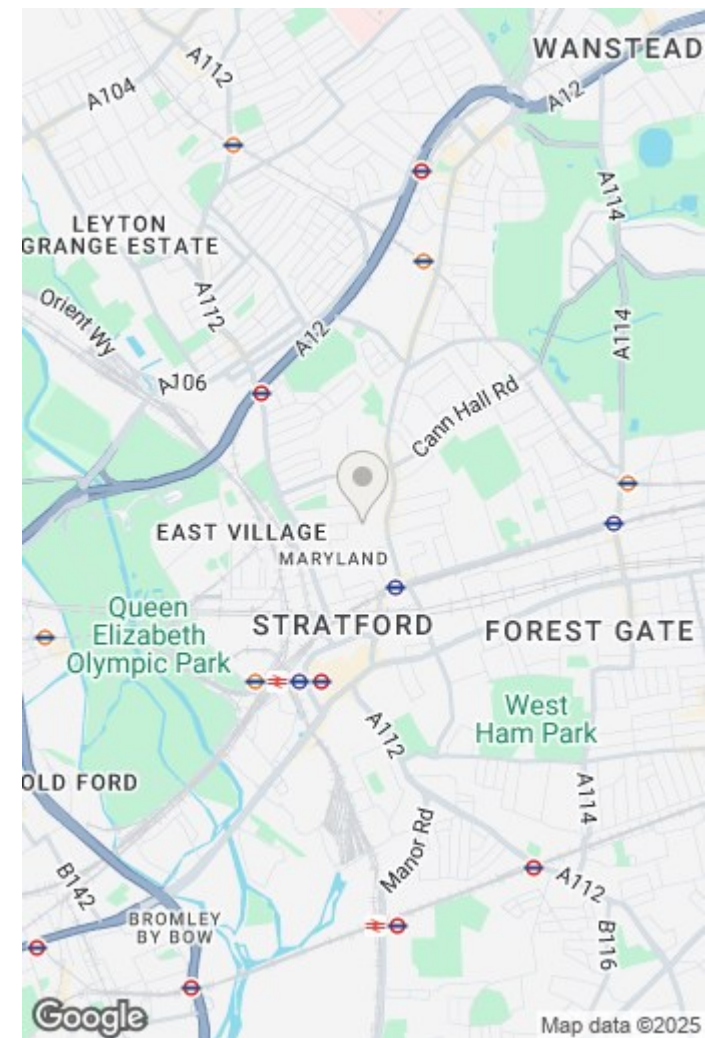 WANSTEAD
A112
A104
A12
A114
LEYTON
GRANGE ESTATE
Orient Wy
A112
A12
A114
A106
Cann Hall Rd
EAST VILLAGE
MARYLAND
Queen
Elizabeth
Olympic Park
STRATFORD
FOREST GATE
West
Ham Park
A112
OLD FORD
A114
Manor Rd
B142
A112
BROMLEY
BY BOW
B116
Google
Map data ©2025